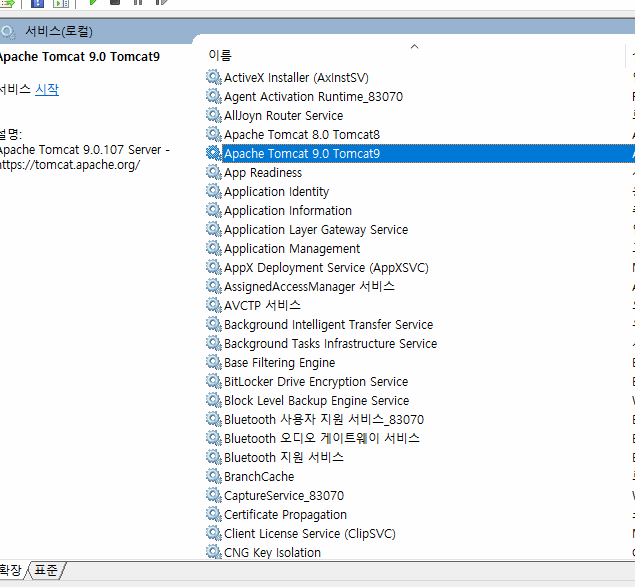 서비스(로컬)
Apache Tomcat 9.0 Tomcat9
서비스 시작
설명:
Apache Tomcat 9.0.107 Server -
https://tomcat.apache.org/
이름
ActiveX Installer (AxInstSV)
Agent Activation Runtime_83070
AllJoyn Router Service
Apache Tomcat 8.0 Tomcat8
Apache Tomcat 9.0 Tomcat9
App Readiness
Application Identity
Application Information
Application Layer Gateway Service
Application Management
AppX Deployment Service (AppXSVC)
AssignedAccessManager 서비스
AVCTP 서비스
Background Intelligent Transfer Service
Background Tasks Infrastructure Service
Base Filtering Engine
BitLocker Drive Encryption Service
Block Level Backup Engine Service
Bluetooth 사용자 지원 서비스_83070
Bluetooth 오디오 게이트웨이 서비스
Bluetooth 지원 서비스
BranchCache
CaptureService_83070
Certificate Propagation
Client License Service (ClipSVC)
CNG Key Isolation
확장
표준